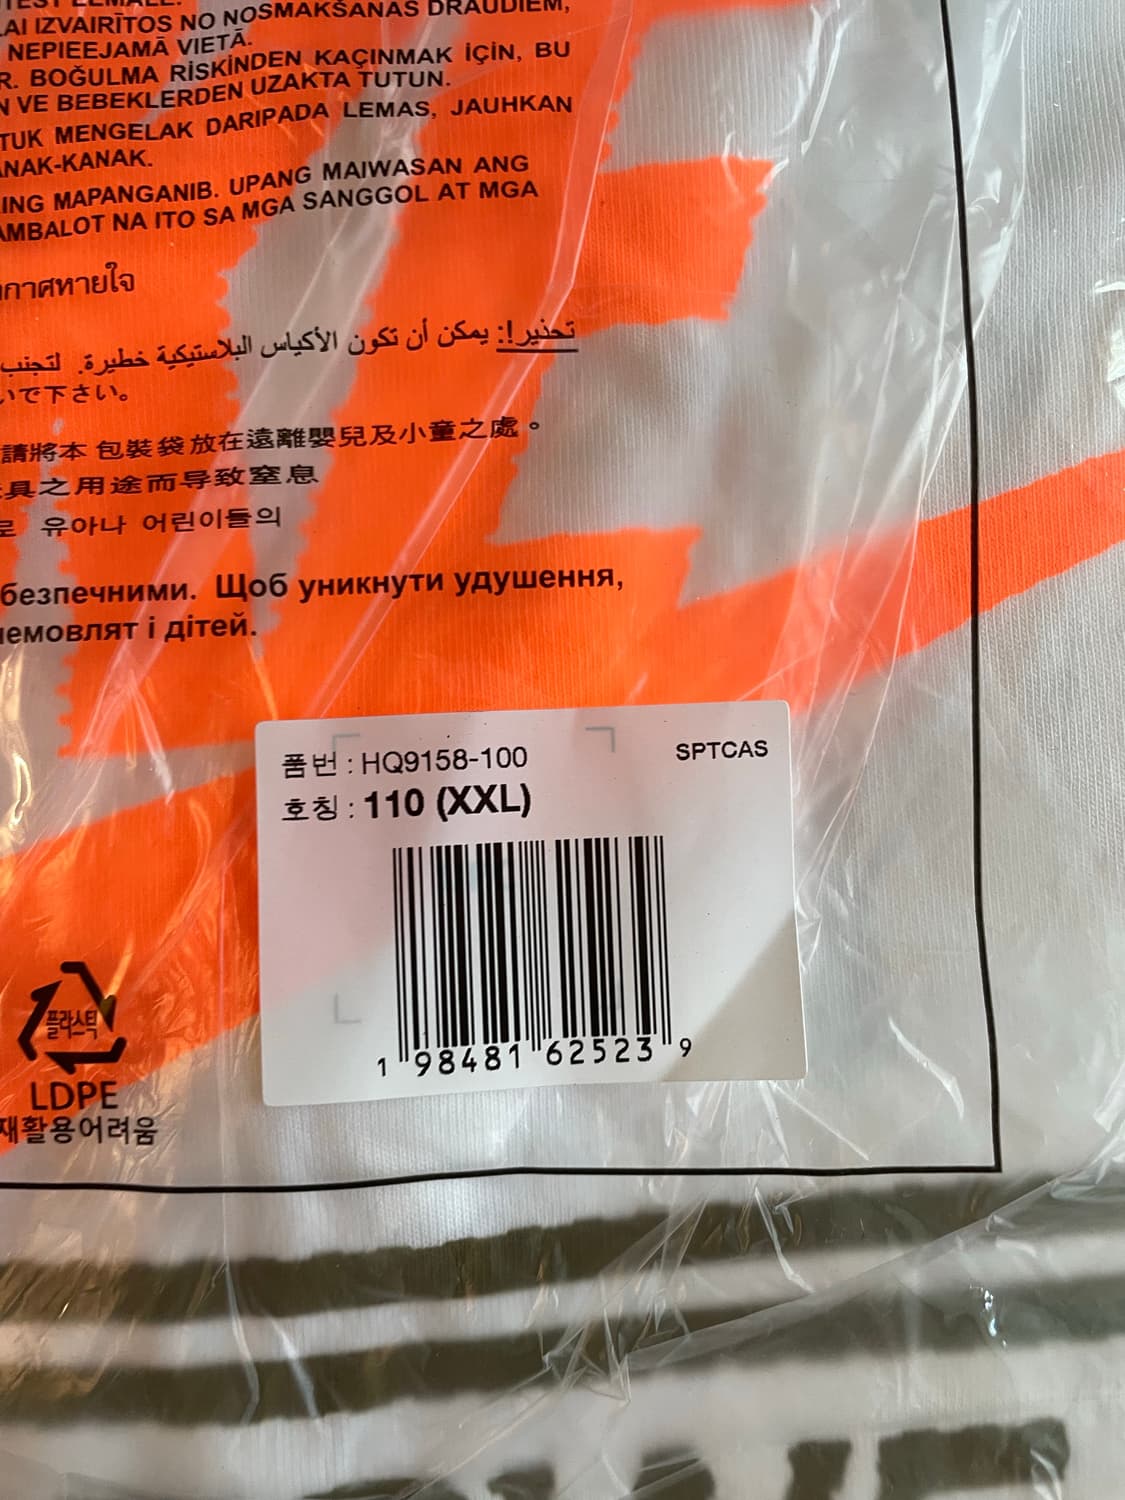 IZVAIRĪTOS NO NOSMAKŠANAS DRAUDIEM,
NEPIEEJAMĀ VIETĀ.
R. BOĞULMA RİSKİNDEN KAÇINMAK İÇİN, BU
N VE BEBEKLERDEN UZAKTA TUTUN.
TUK MENGELAK DARIPADA LEMAS, JAUHKAN
ANAK-KANAK.
ING MAPANGANIB. UPANG MAIWASAN ANG
AMBALOT NA ITO SA MGA SANGGOL AT MGA
กาศหายใจ
تحذير!: يمكن أن تكون الأكياس البلاستيكية خطيرة. لتجنب
いで下さい。
請將本 包裝袋放在遠離嬰兒及小童之處。
具之用途而导致窒息
로 유아나 어린이들의
безпечними. Щоб уникнути удушення,
немовлят і дітей.
품번 : HQ9158-100
SPTCAS
호칭 : 110 (XXL)
1 98481 62523 9
플라스틱
LDPE
재활용어려움